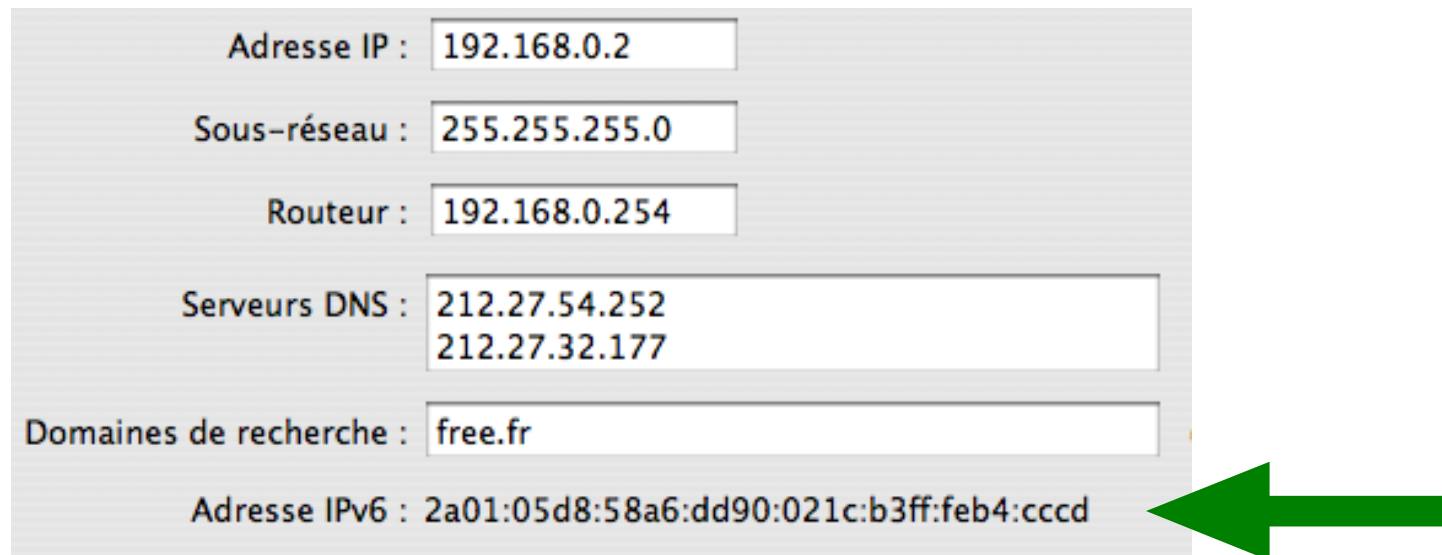 Adresse IP : 192.168.0.2
Sous-réseau : 255.255.255.0
Routeur : 192.168.0.254
Serveurs DNS : 212.27.54.252
212.27.32.177
Domaines de recherche : free.fr
Adresse IPv6 : 2a01:05d8:58a6:dd90:021c:b3ff:feb4:cccd